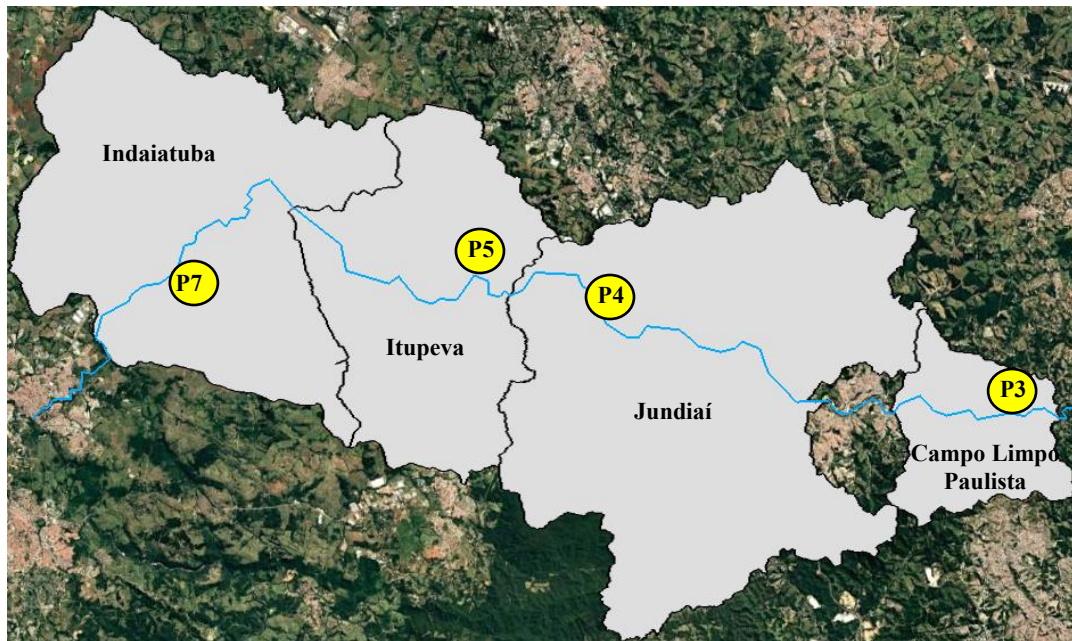 Indaiatuba
P5
P7
P4
Itupeva
P3
Jundiaí
Campo Limpo
Paulista